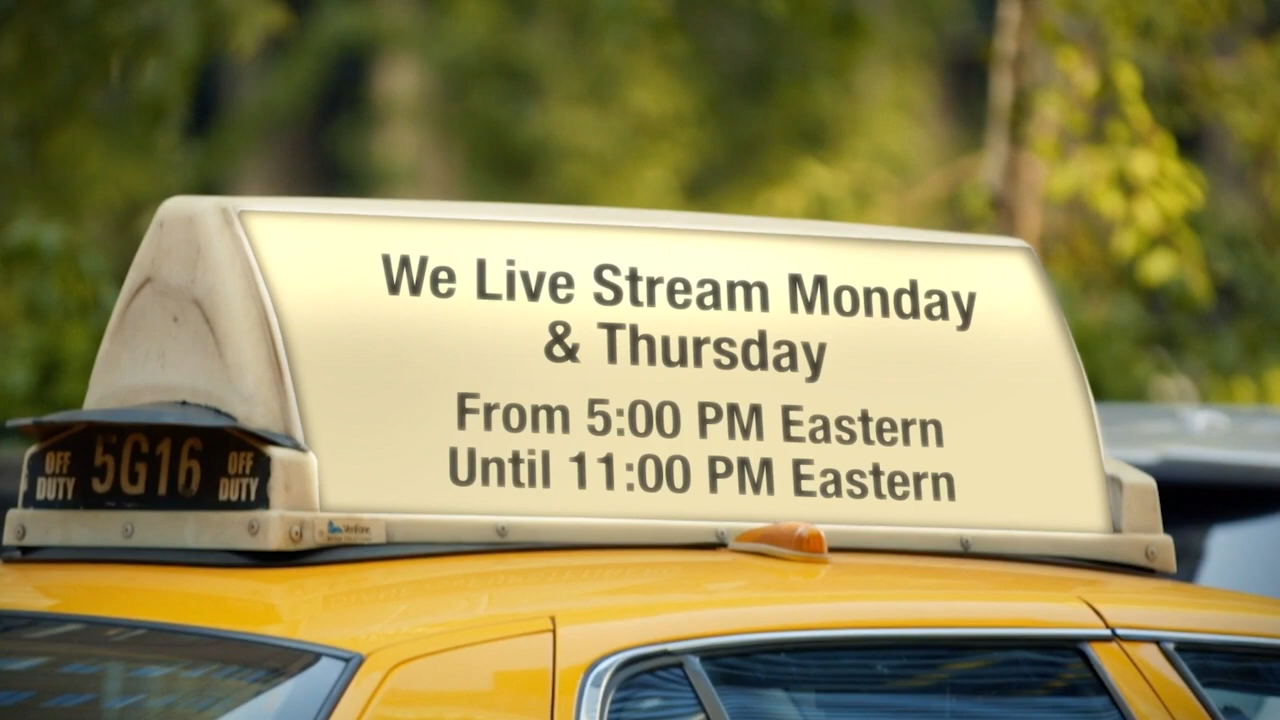 We Live Stream Monday
& Thursday
From 5:00 PM Eastern
Until 11:00 PM Eastern
OFF
DUTY
5G16
OFF
DUTY
VeriFone